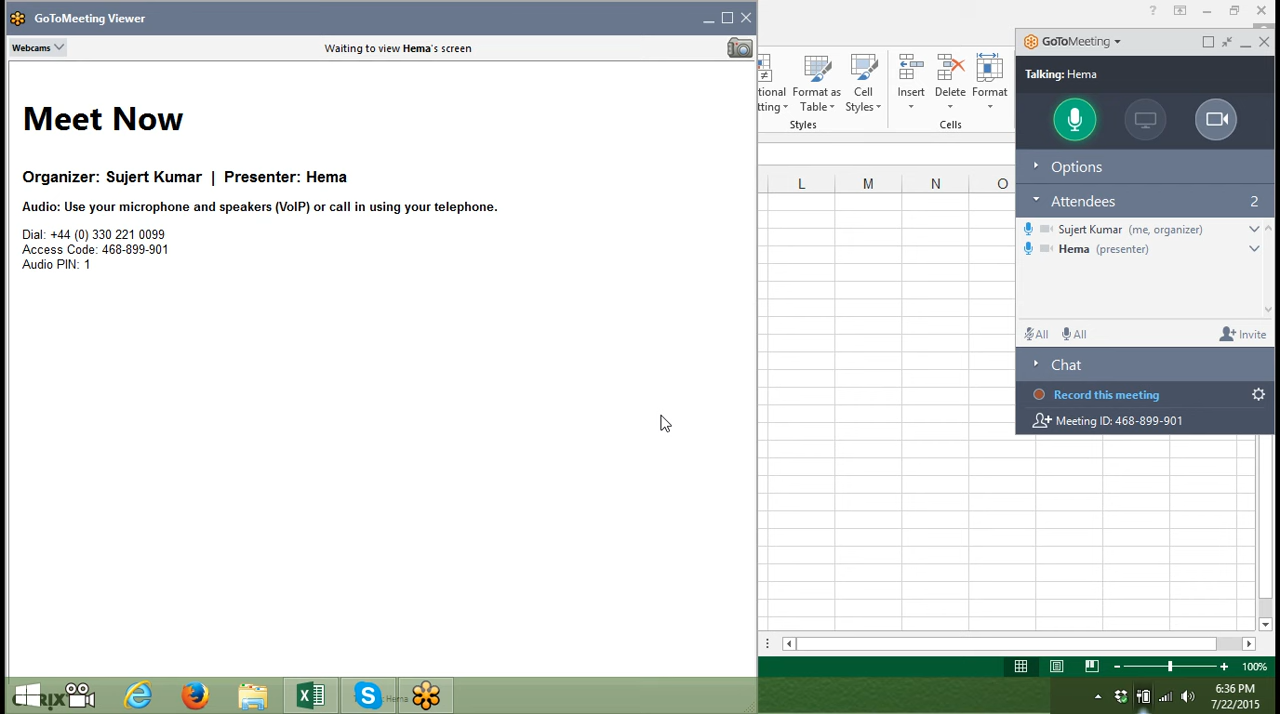 GoToMeeting Viewer
Webcams
Waiting to view Hema's screen
Meet Now
Organizer: Sujert Kumar | Presenter: Hema
Audio: Use your microphone and speakers (VoIP) or call in using your telephone.
Dial: +44 (0) 330 221 0099
Access Code: 468-899-901
Audio PIN: 1
?
Format as
Table
Cell
Styles
Insert
Delete
Format
Styles
Cells
L M N O
GoToMeeting
Talking: Hema
Options
Attendees 2
Sujert Kumar (me, organizer)
Hema (presenter)
All All Invite
Chat
Record this meeting
Meeting ID: 468-899-901
100%
Hema
6:36 PM
7/22/2015